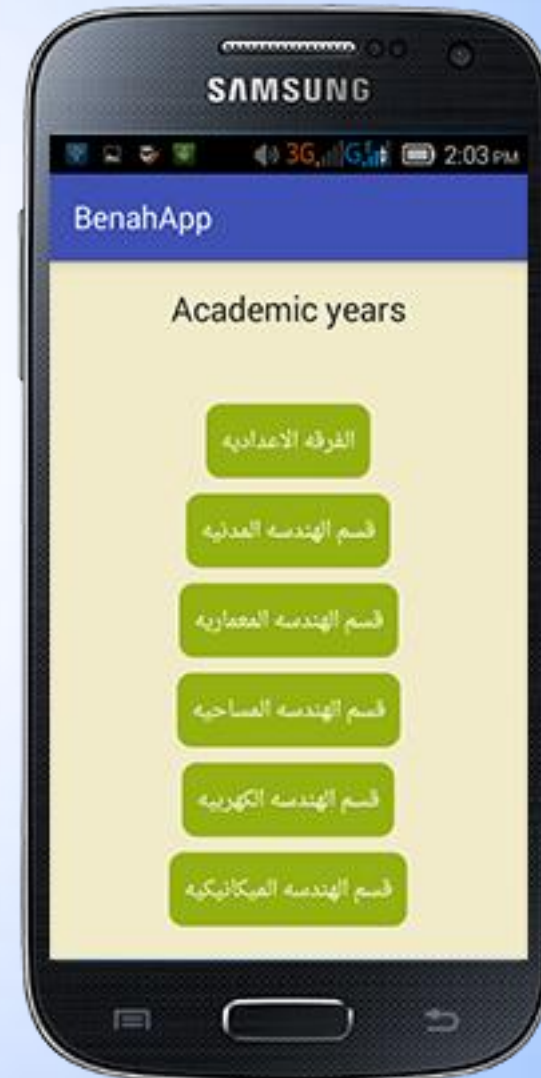 SAMSUNG
3G G 2:03 PM
BenahApp
Academic years
الفرقه الاعداديه
قسم الهندسه المدنيه
قسم الهندسه المعماريه
قسم الهندسه المساحيه
قسم الهندسه الكهربيه
قسم الهندسه الميكانيكيه